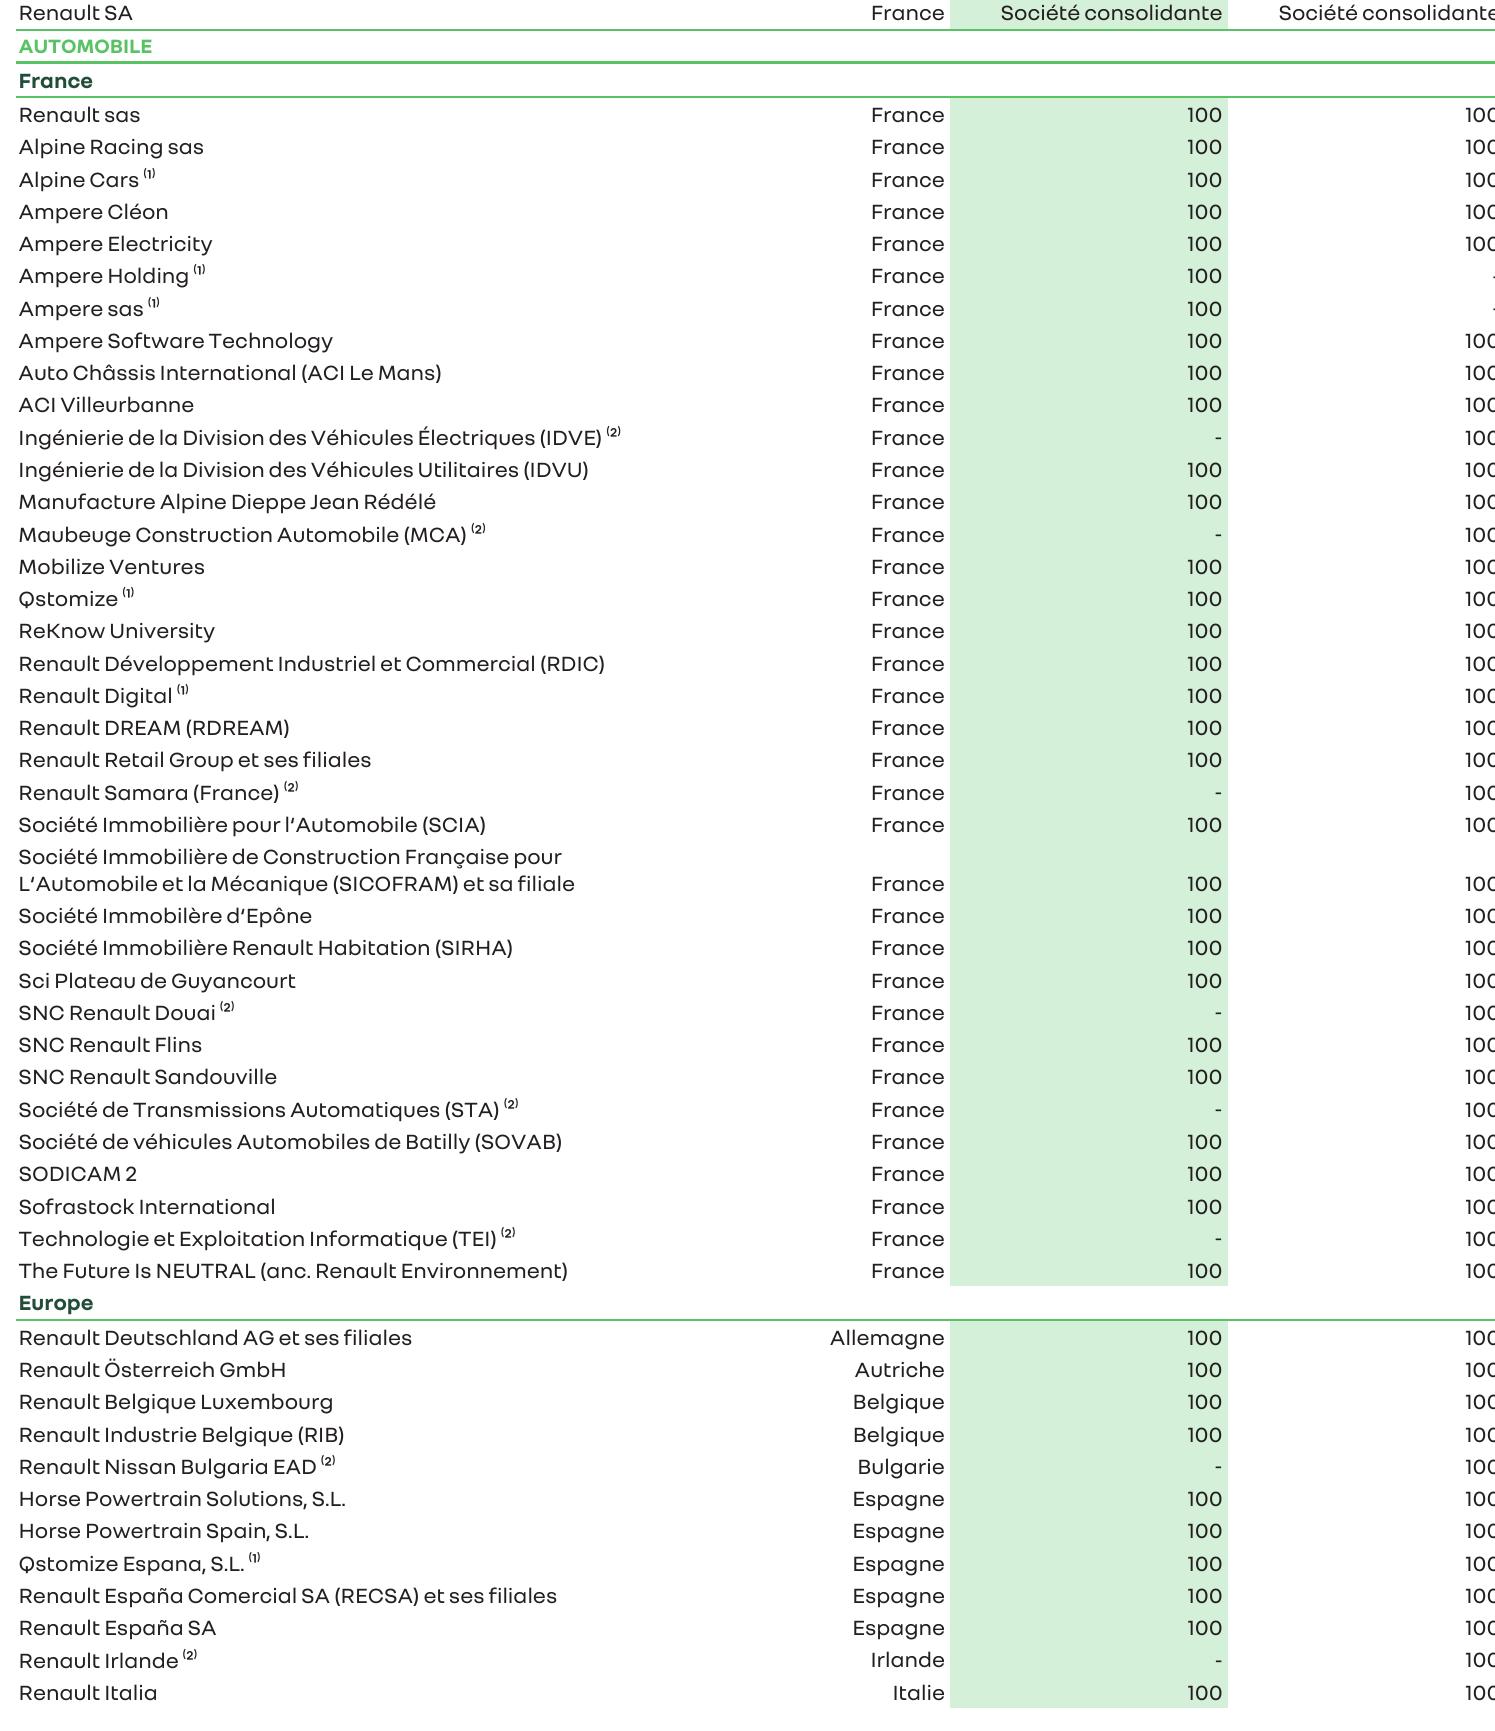 Renault SA France Société consolidante Société consolidante
AUTOMOBILE
France
Renault sas France 100 100
Alpine Racing sas France 100 100
Alpine Cars (1) France 100 100
Ampere Cléon France 100 100
Ampere Electricity France 100 100
Ampere Holding (1) France 100 -
Ampere sas (1) France 100 -
Ampere Software Technology France 100 100
Auto Châssis International (ACI Le Mans) France 100 100
ACI Villeurbanne France 100 100
Ingénierie de la Division des Véhicules Électriques (IDVE) (2) France - 100
Ingénierie de la Division des Véhicules Utilitaires (IDVU) France 100 100
Manufacture Alpine Dieppe Jean Rédélé France 100 100
Maubeuge Construction Automobile (MCA) (2) France - 100
Mobilize Ventures France 100 100
Qstomize (1) France 100 100
ReKnow University France 100 100
Renault Développement Industriel et Commercial (RDIC) France 100 100
Renault Digital (1) France 100 100
Renault DREAM (RDREAM) France 100 100
Renault Retail Group et ses filiales France 100 100
Renault Samara (France) (2) France - 100
Société Immobilière pour l'Automobile (SCIA) France 100 100
Société Immobilière de Construction Française pour
L'Automobile et la Mécanique (SICOFRAM) et sa filiale France 100 100
Société Immobilère d'Epône France 100 100
Société Immobilière Renault Habitation (SIRHA) France 100 100
Sci Plateau de Guyancourt France 100 100
SNC Renault Douai (2) France - 100
SNC Renault Flins France 100 100
SNC Renault Sandouville France 100 100
Société de Transmissions Automatiques (STA) (2) France - 100
Société de véhicules Automobiles de Batilly (SOVAB) France 100 100
SODICAM 2 France 100 100
Sofrastock International France 100 100
Technologie et Exploitation Informatique (TEI) (2) France - 100
The Future Is NEUTRAL (anc. Renault Environnement) France 100 100
Europe
Renault Deutschland AG et ses filiales Allemagne 100 100
Renault Österreich GmbH Autriche 100 100
Renault Belgique Luxembourg Belgique 100 100
Renault Industrie Belgique (RIB) Belgique 100 100
Renault Nissan Bulgaria EAD (2) Bulgarie - 100
Horse Powertrain Solutions, S.L. Espagne 100 100
Horse Powertrain Spain, S.L. Espagne 100 100
Qstomize Espana, S.L. (1) Espagne 100 100
Renault España Comercial SA (RECSA) et ses filiales Espagne 100 100
Renault España SA Espagne 100 100
Renault Irlande (2) Irlande - 100
Renault Italia Italie 100 100